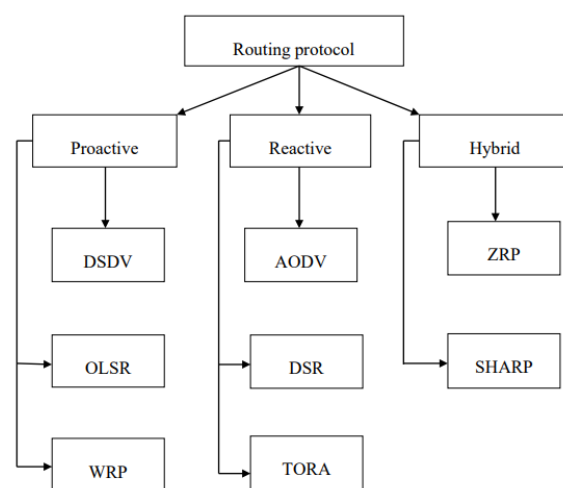 Routing protocol
Proactive
Reactive
Hybrid
DSDV
AODV
ZRP
OLSR
DSR
SHARP
WRP
TORA